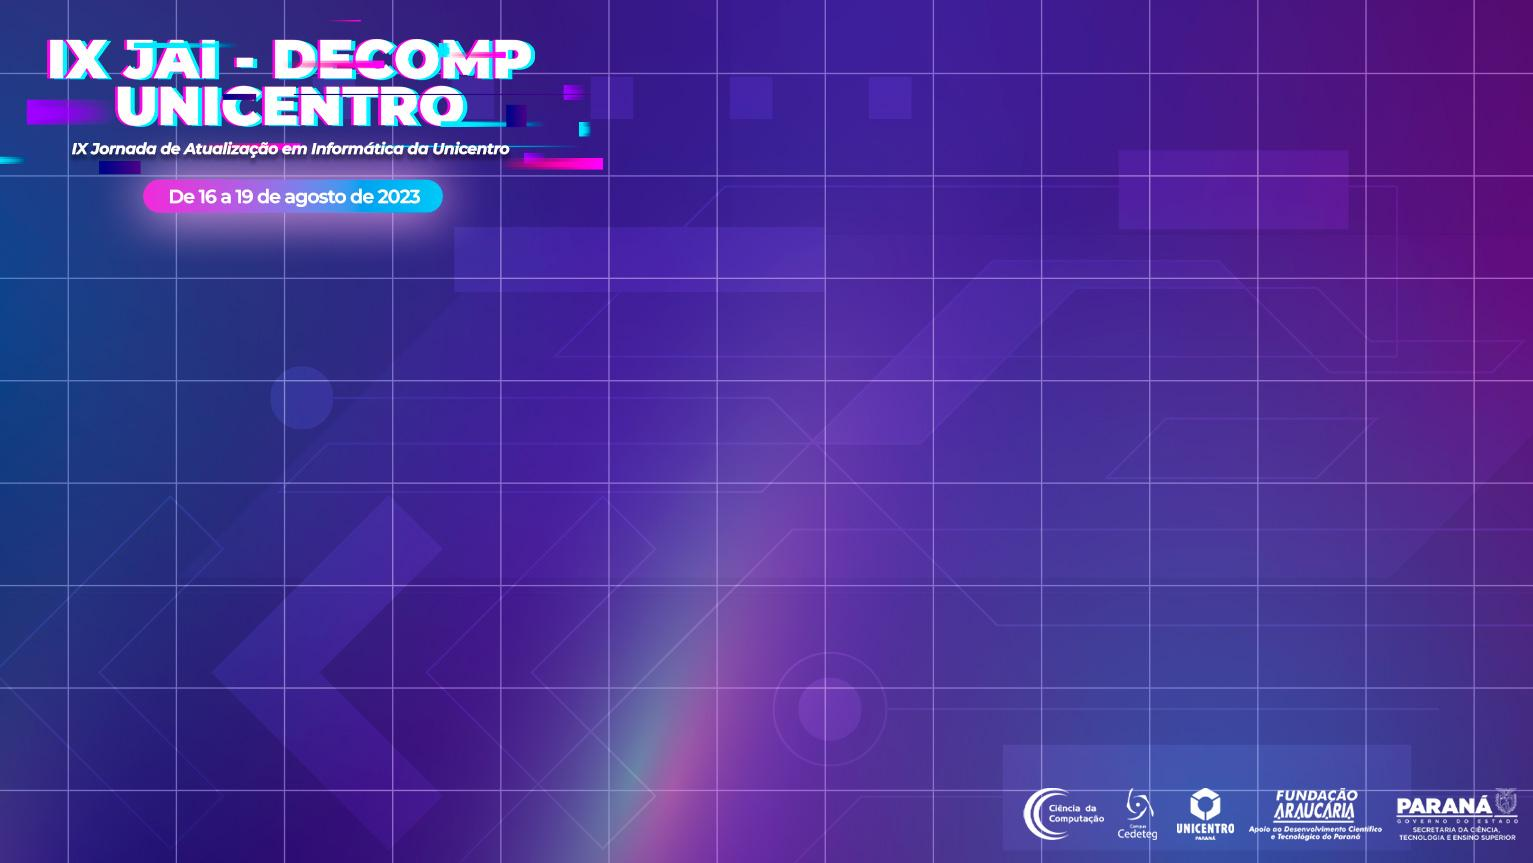 IX JAI - DECOMP
UNICENTRO
IX Jornada de Atualização em Informática da Unicentro
De 16 a 19 de agosto de 2023
Ciência da
Computação
Campus
Cedeteg
UNICENTRO
PARANÁ
FUNDAÇÃO
ARAUCÁRIA
Apoio ao Desenvolvimento Científico
e Tecnológico do Paraná
PARANÁ
GOVERNO DO ESTADO
SECRETARIA DA CIÊNCIA,
TECNOLOGIA E ENSINO SUPERIOR